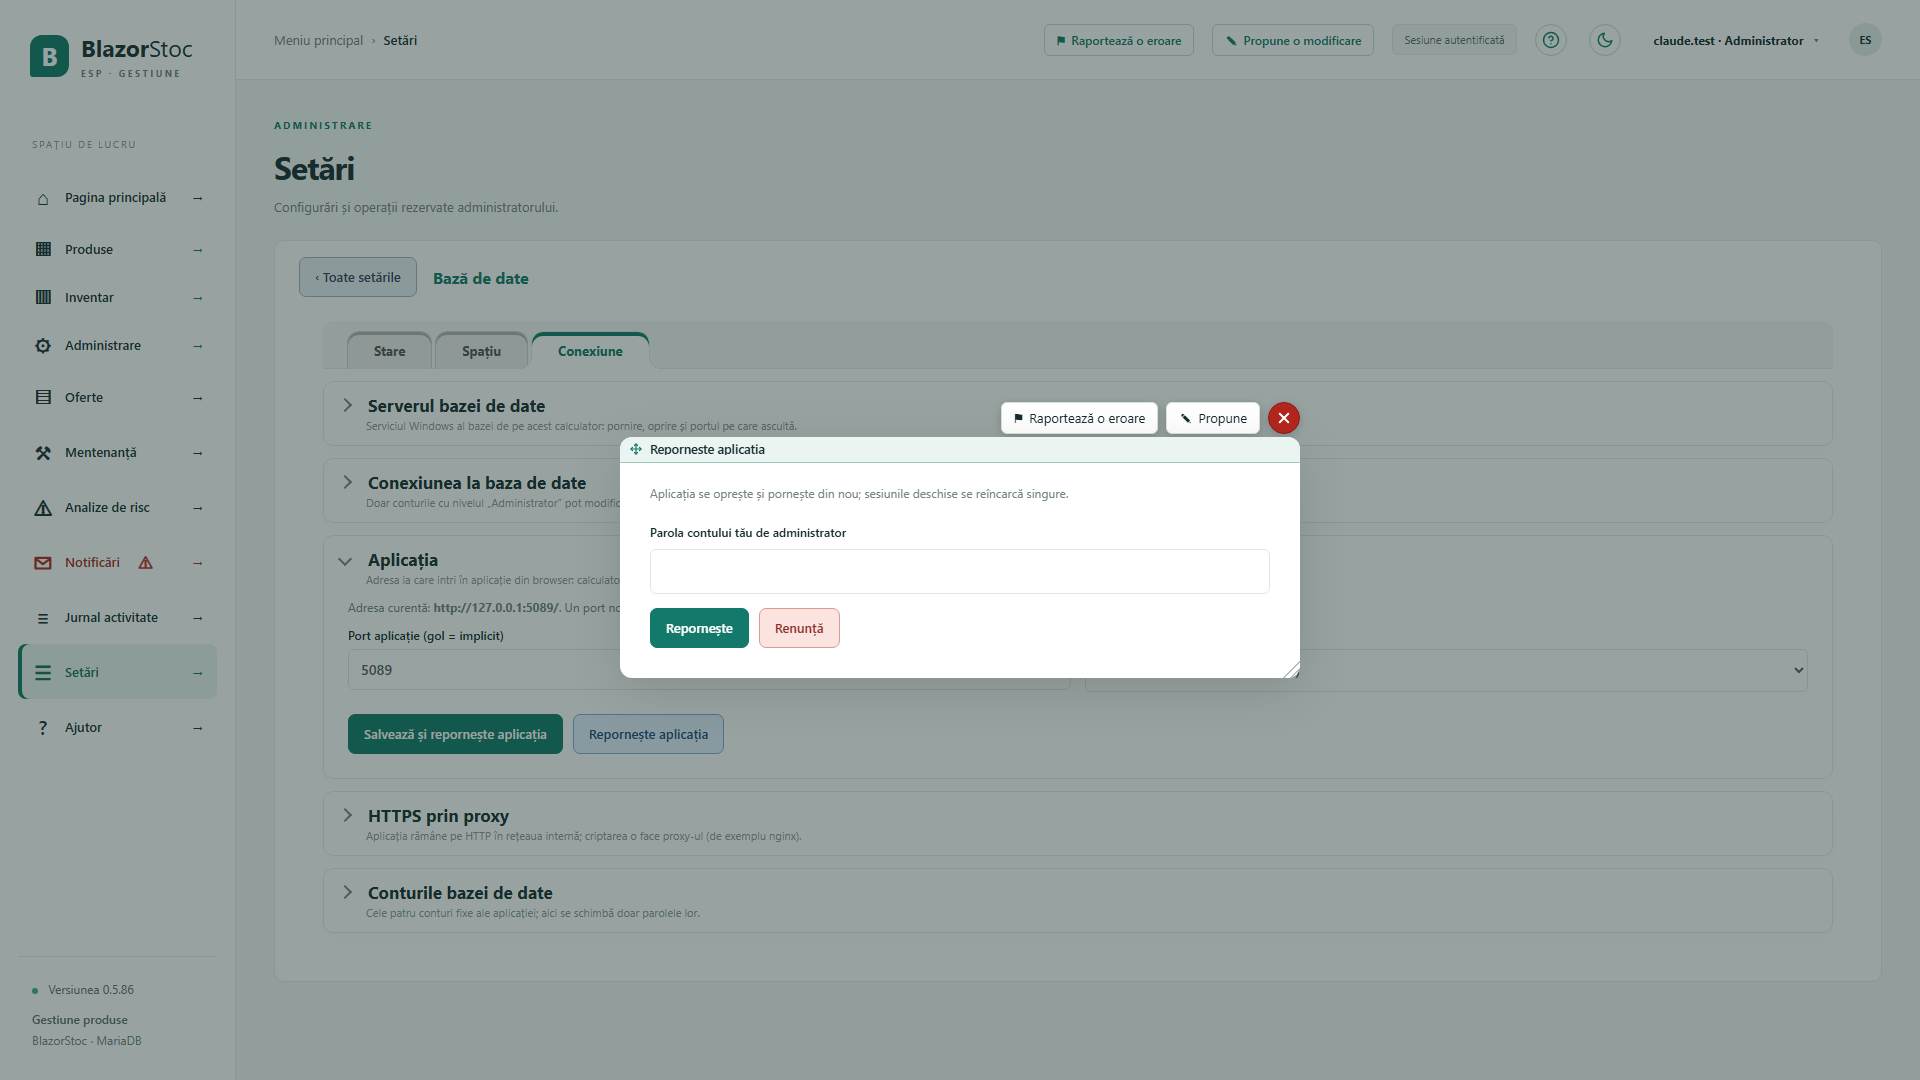 B
BlazorStoc
ESP · GESTIUNE
Meniu principal › Setări
Raportează o eroare
Propune o modificare
Sesiune autentificată
claude.test · Administrator
ES
SPAȚIU DE LUCRU
Pagina principală →
Produse →
Inventar →
Administrare →
Oferte →
Mentenanță →
Analize de risc →
Notificări →
Jurnal activitate →
Setări →
? Ajutor →
Versiunea 0.5.86
Gestiune produse
BlazorStoc - MariaDB
ADMINISTRARE
Setări
Configurări și operații rezervate administratorului.
‹ Toate setările
Bază de date
Stare
Spațiu
Conexiune
Serverul bazei de date
Serviciul Windows al bazei de pe acest calculator: pornire, oprire și portul pe care ascultă.
Conexiunea la baza de date
Doar conturile cu nivelul „Administrator” pot modific
Aplicația
Adresa la care intri în aplicație din browser: calculato
Adresa curentă: http://127.0.0.1:5089/. Un port no
Port aplicație (gol = implicit)
5089
Salvează și repornește aplicația
Repornește aplicația
HTTPS prin proxy
Aplicația rămâne pe HTTP în rețeaua internă; criptarea o face proxy-ul (de exemplu nginx).
Conturile bazei de date
Cele patru conturi fixe ale aplicației; aici se schimbă doar parolele lor.
Raportează o eroare
Propune
Repornește aplicația
Aplicația se oprește și pornește din nou; sesiunile deschise se reîncarcă singure.
Parola contului tău de administrator
Repornește
Renunță